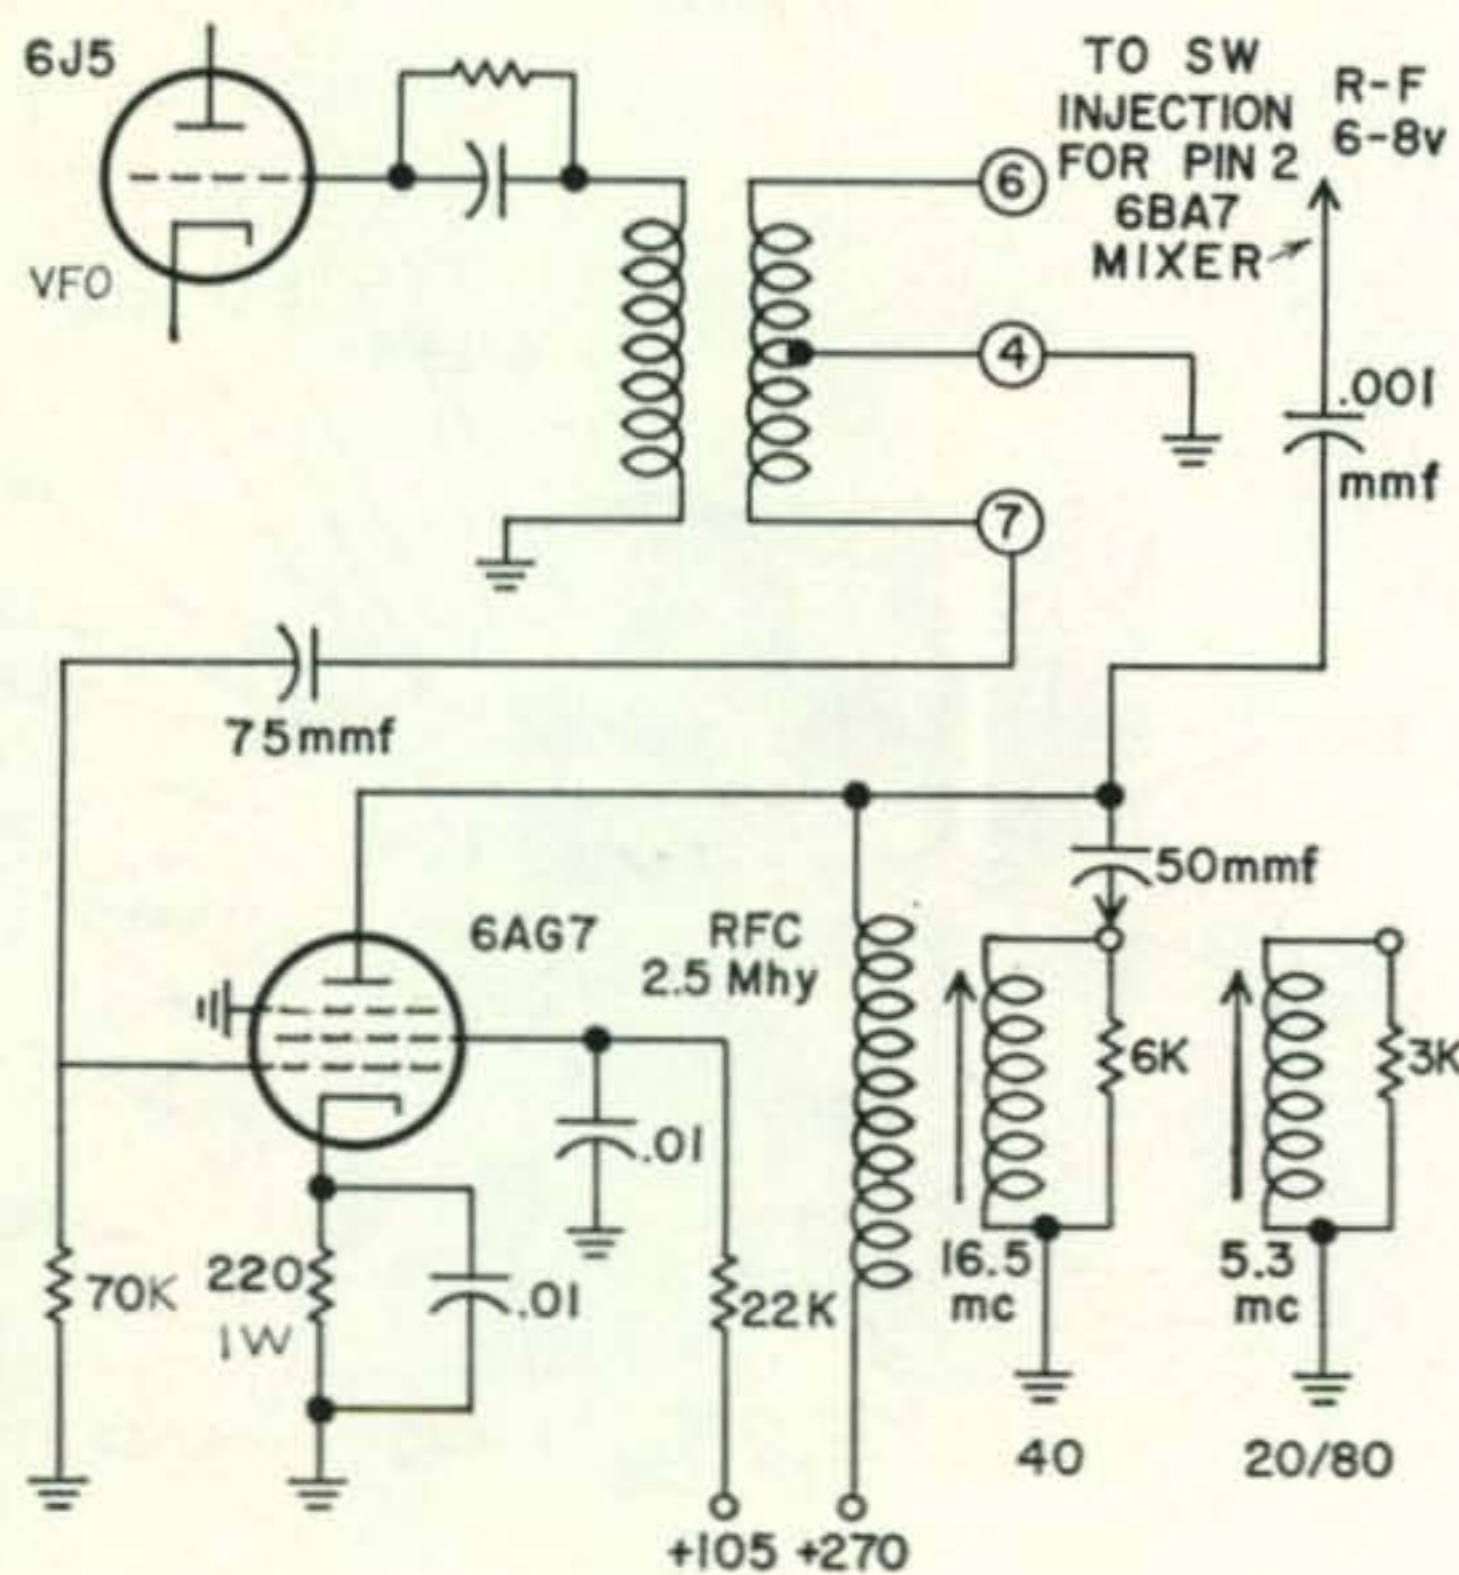 6J5
VFO
TO SW
INJECTION
FOR PIN 2
6BA7
MIXER
R-F
6-8v
6
4
7
.001
mmf
75mmf
50mmf
6AG7
RFC
2.5 Mhy
6K
3K
.01
70K
220
1W
.01
22K
16.5
mc
5.3
mc
40
20/80
+105
+270